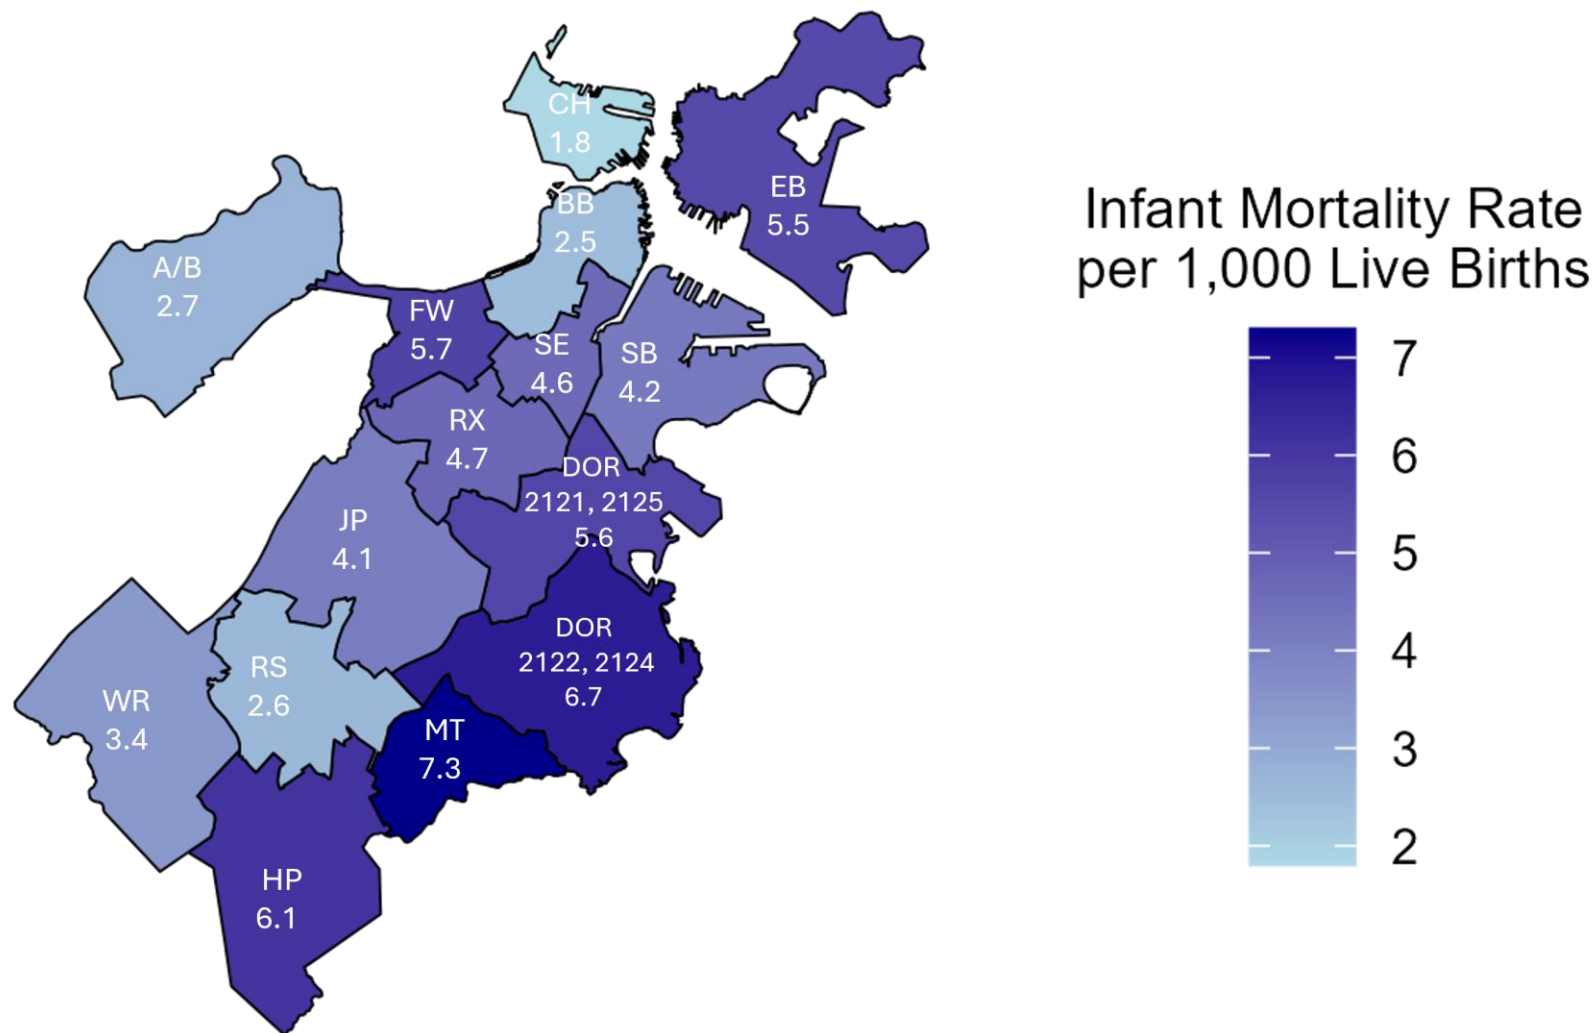 CH
1.8
EB
5.5
BB
2.5
A/B
2.7
FW
5.7
SE
4.6
SB
4.2
RX
4.7
DOR
2121, 2125
5.6
JP
4.1
DOR
2122, 2124
6.7
RS
2.6
WR
3.4
MT
7.3
HP
6.1
Infant Mortality Rate
per 1,000 Live Births
7
6
5
4
3
2